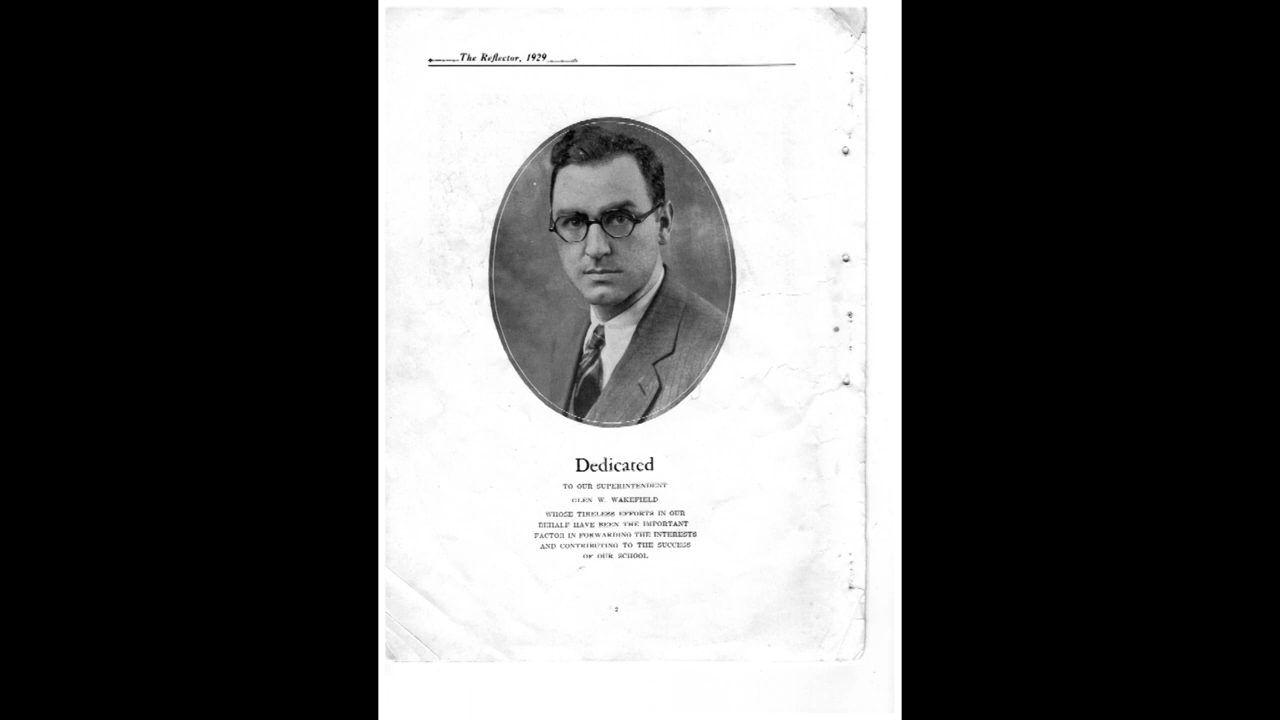 The Reflector, 1929
Dedicated
TO OUR SUPERINTENDENT
GLEN W. WAKEFIELD
WHOSE TIRELESS EFFORTS IN OUR
BEHALF HAVE BEEN THE IMPORTANT
FACTOR IN FORWARDING THE INTERESTS
AND CONTRIBUTING TO THE SUCCESS
OF OUR SCHOOL
2